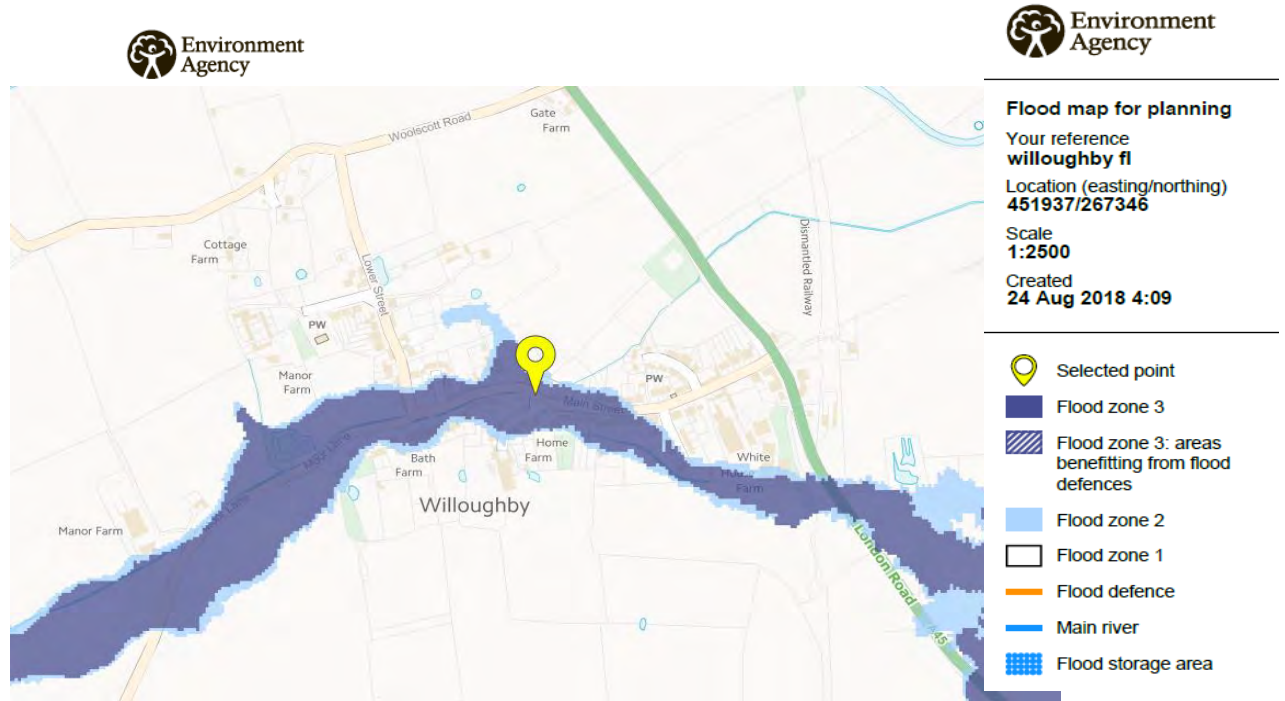 Environment
Agency
Woolscott Road
Gate
Farm
Cottage
Farm
Lower Street
Dismantled Railway
PW
Manor
Farm
Main Street
PW
Moor Lane
Bath
Farm
Home
Farm
White
Farm
Willoughby
Manor Farm
London Road
A45
Environment
Agency
Flood map for planning
Your reference
willoughby fl
Location (easting/northing)
451937/267346
Scale
1:2500
Created
24 Aug 2018 4:09
Selected point
Flood zone 3
Flood zone 3: areas
benefitting from flood
defences
Flood zone 2
Flood zone 1
Flood defence
Main river
Flood storage area